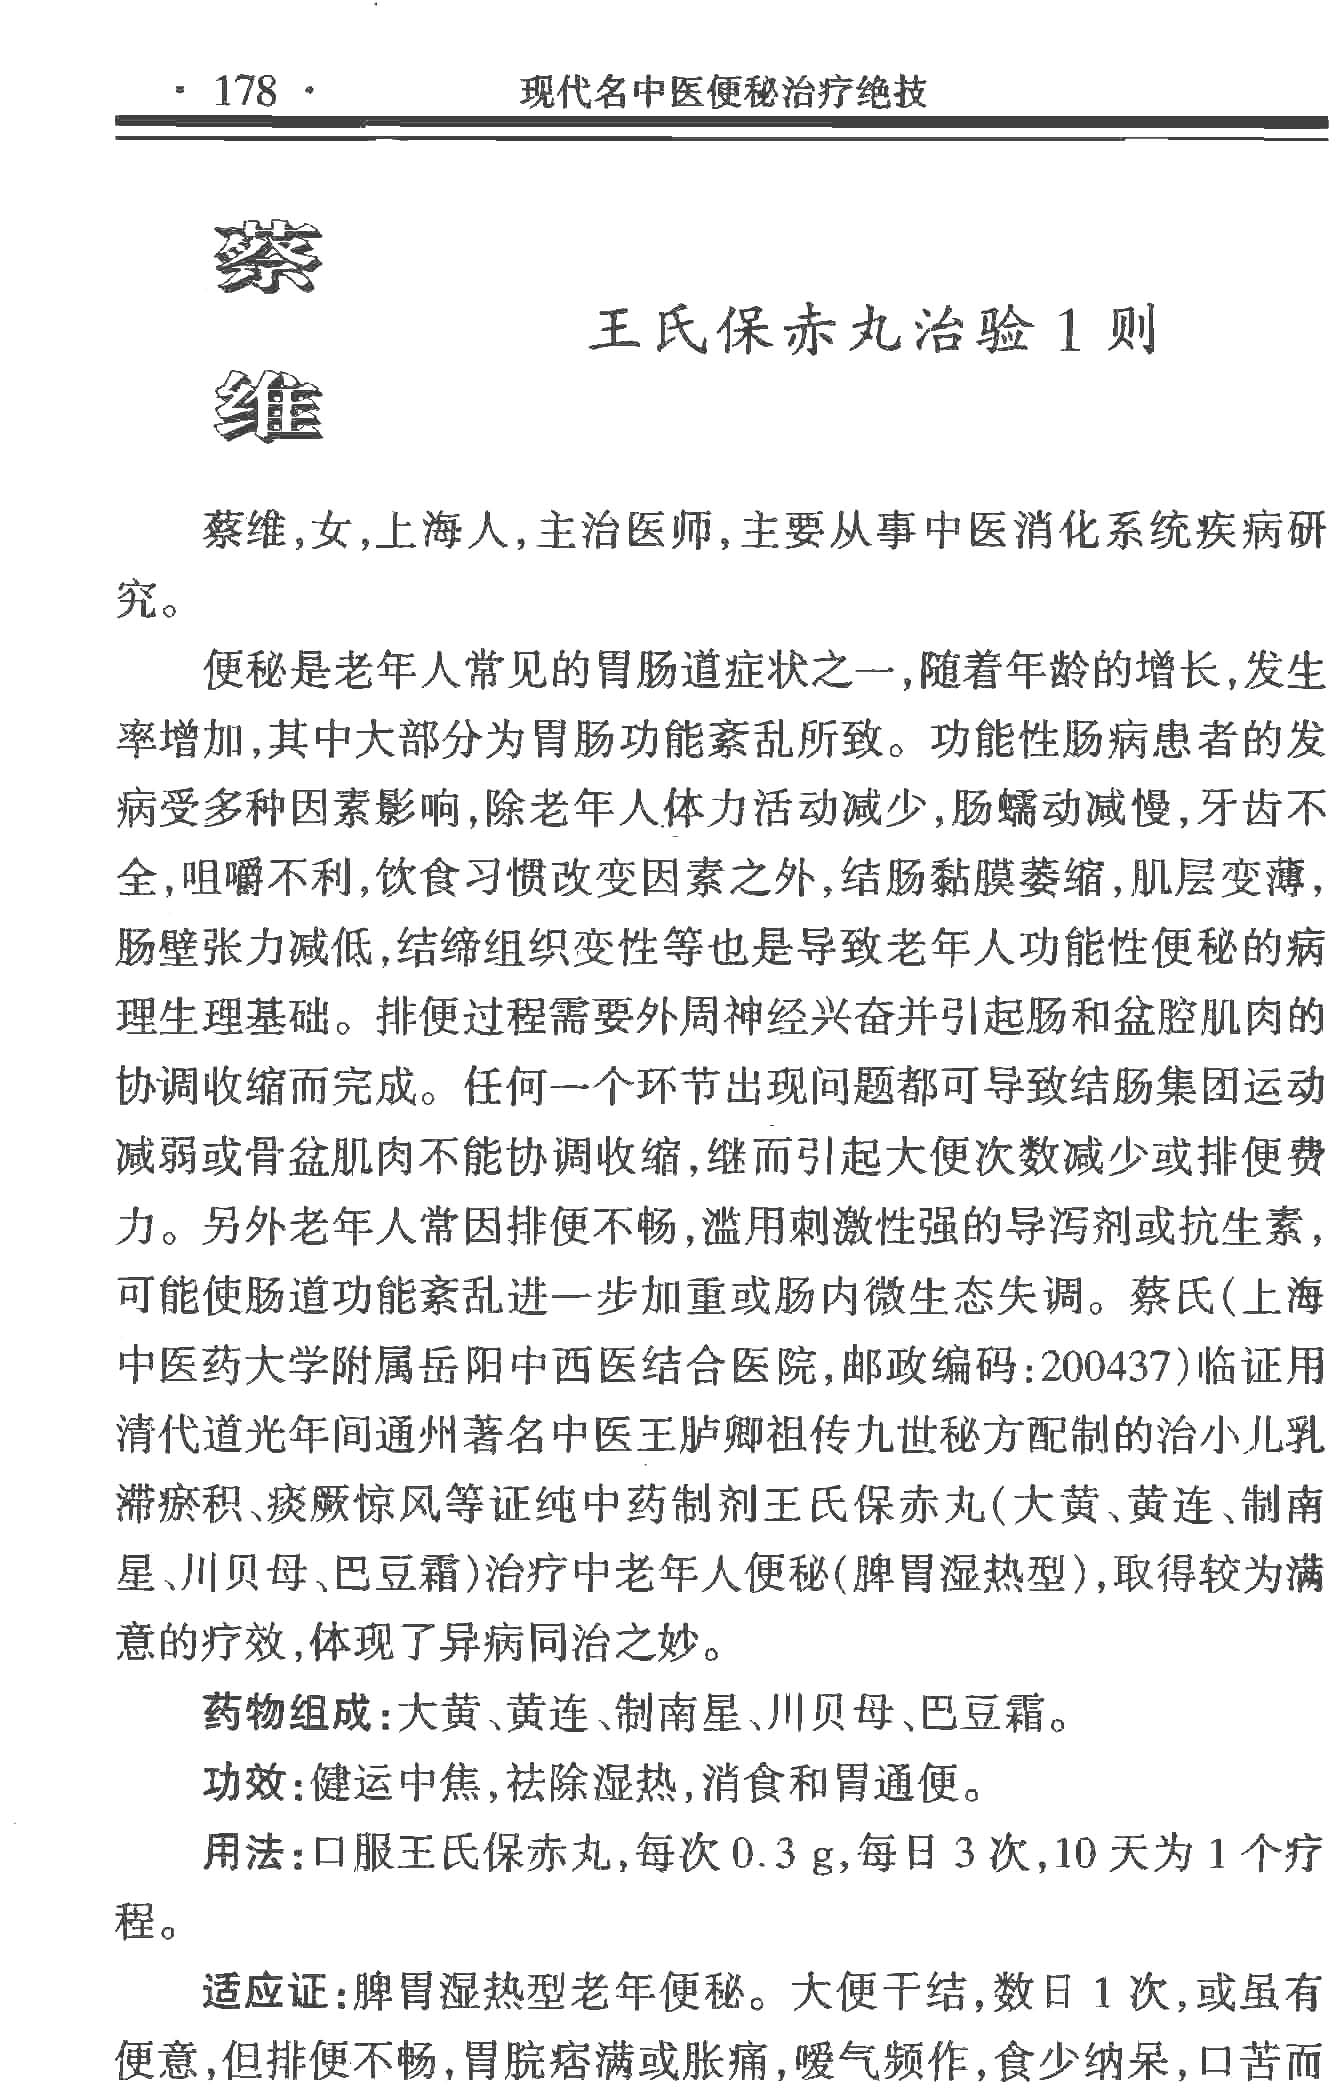 · 178 ·
现代名中医便秘治疗绝技
蔡
维
王氏保赤丸治验 1 则
蔡维,女,上海人,主治医师,主要从事中医消化系统疾病研
究。
便秘是老年人常见的胃肠道症状之一,随着年龄的增长,发生
率增加,其中大部分为胃肠功能紊乱所致。功能性肠病患者的发
病受多种因素影响,除老年人体力活动减少,肠蠕动减慢,牙齿不
全,咀嚼不利,饮食习惯改变因素之外,结肠黏膜萎缩,肌层变薄,
肠壁张力减低,结缔组织变性等也是导致老年人功能性便秘的病
理生理基础。排便过程需要外周神经兴奋并引起肠和盆腔肌肉的
协调收缩而完成。任何一个环节出现问题都可导致结肠集团运动
减弱或骨盆肌肉不能协调收缩,继而引起大便次数减少或排便费
力。另外老年人常因排便不畅,滥用刺激性强的导泻剂或抗生素,
可能使肠道功能紊乱进一步加重或肠内微生态失调。蔡氏(上海
中医药大学附属岳阳中西医结合医院,邮政编码:200437)临证用
清代道光年间通州著名中医王胪卿祖传九世秘方配制的治小儿乳
滞瘀积、痰厥惊风等证纯中药制剂王氏保赤丸(大黄、黄连、制南
星、川贝母、巴豆霜)治疗中老年人便秘(脾胃湿热型),取得较为满
意的疗效,体现了异病同治之妙。
药物组成:大黄、黄连、制南星、川贝母、巴豆霜。
功效:健运中焦,祛除湿热,消食和胃通便。
用法:口服王氏保赤丸,每次 0.3 g,每日 3 次,10 天为 1 个疗
程。
适应证:脾胃湿热型老年便秘。大便干结,数日 1 次,或虽有
便意,但排便不畅,胃脘痞满或胀痛,嗳气频作,食少纳呆,口苦而